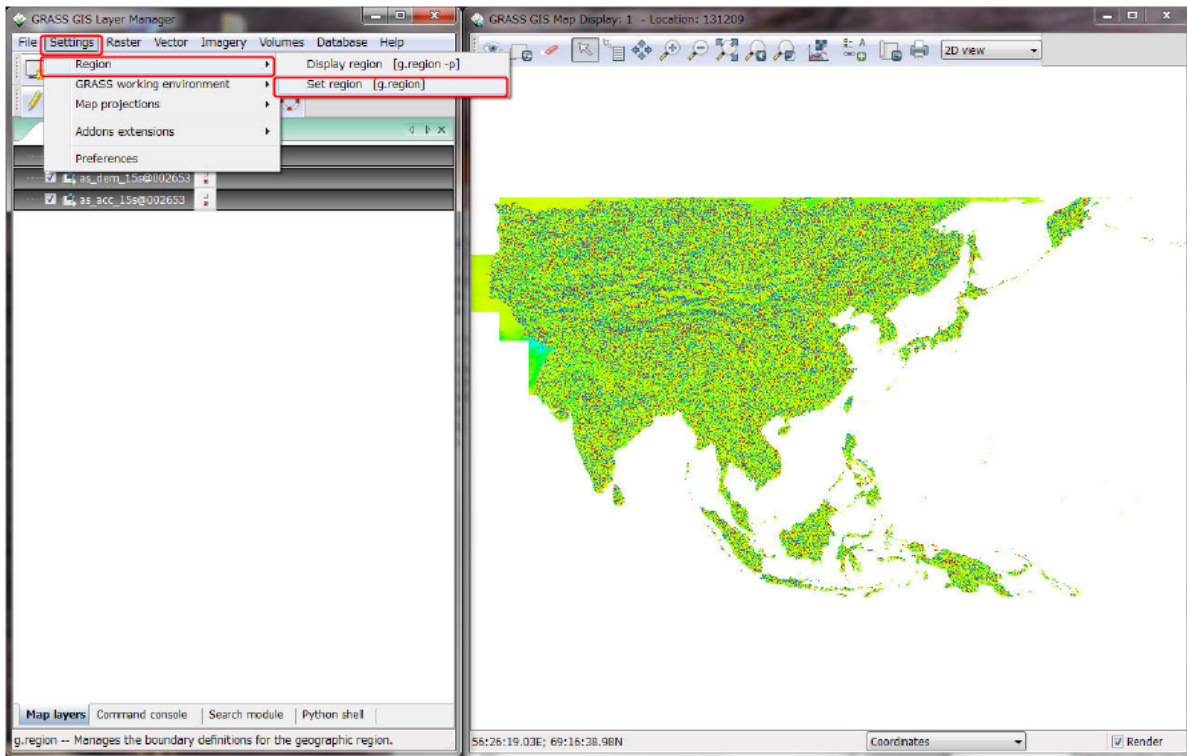 GRASS GIS Layer Manager
File Settings Raster Vector Imagery Volumes Database Help
Region
Display region [g.region -p]
Set region [g.region]
GRASS working environment
Map projections
Addons extensions
Preferences
as_dem_15s@002653
as_acc_15s@002653
Map layers Command console Search module Python shell
g.region -- Manages the boundary definitions for the geographic region.
GRASS GIS Map Display: 1 - Location: 131209
2D view
56:26:19.03E; 69:16:38.98N
Coordinates
Render